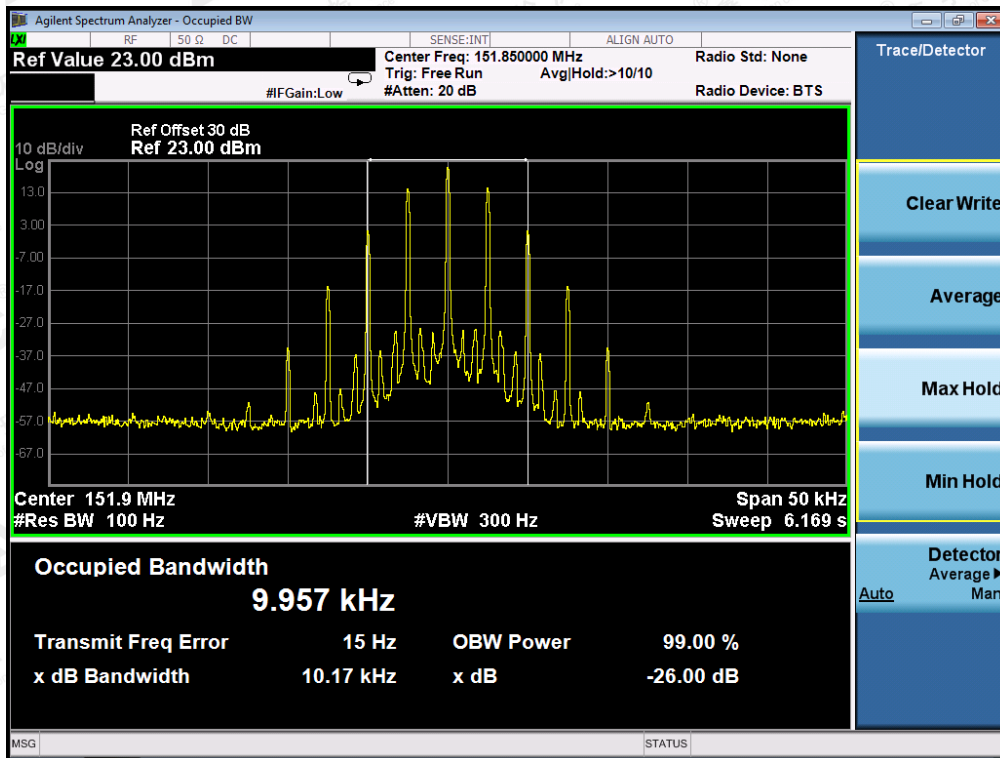 Agilent Spectrum Analyzer - Occupied BW
LXI RF 50 Ω DC SENSE:INT ALIGN AUTO
Ref Value 23.00 dBm
Center Freq: 151.850000 MHz Radio Std: None
Trig: Free Run Avg|Hold:>10/10
#IFGain:Low #Atten: 20 dB Radio Device: BTS
Ref Offset 30 dB
10 dB/div Ref 23.00 dBm
Log
13.0
3.00
-7.00
-17.0
-27.0
-37.0
-47.0
-57.0
-67.0
Center 151.9 MHz Span 50 kHz
#Res BW 100 Hz #VBW 300 Hz Sweep 6.169 s
Occupied Bandwidth
9.957 kHz
Transmit Freq Error 15 Hz OBW Power 99.00 %
x dB Bandwidth 10.17 kHz x dB -26.00 dB
MSG STATUS
Trace/Detector
Clear Write
Average
Max Hold
Min Hold
Detector
Average
Auto Man